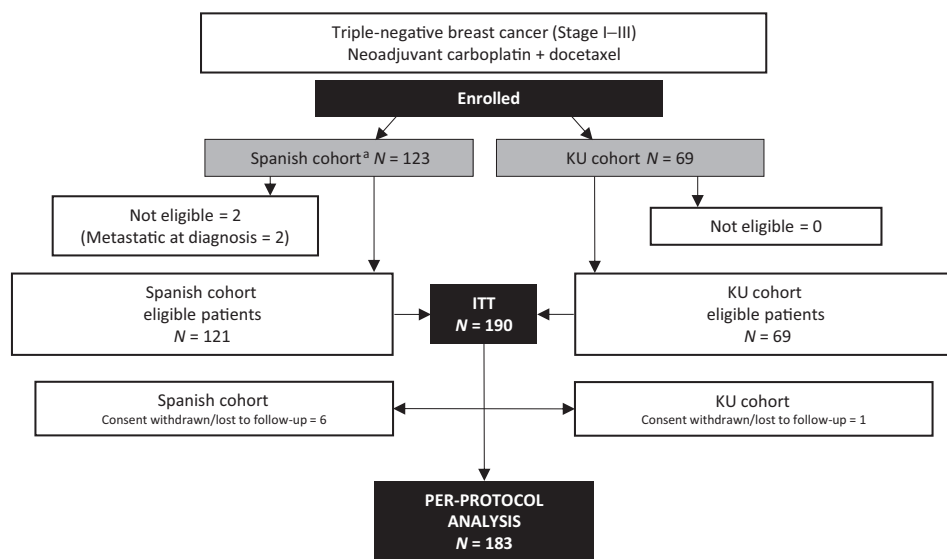 Triple-negative breast cancer (Stage I–III)
Neoadjuvant carboplatin + docetaxel
Enrolled
Spanish cohortᵃ N = 123
KU cohort N = 69
Not eligible = 2
(Metastatic at diagnosis = 2)
Not eligible = 0
Spanish cohort
eligible patients
N = 121
ITT
N = 190
KU cohort
eligible patients
N = 69
Spanish cohort
Consent withdrawn/lost to follow-up = 6
KU cohort
Consent withdrawn/lost to follow-up = 1
PER-PROTOCOL
ANALYSIS
N = 183